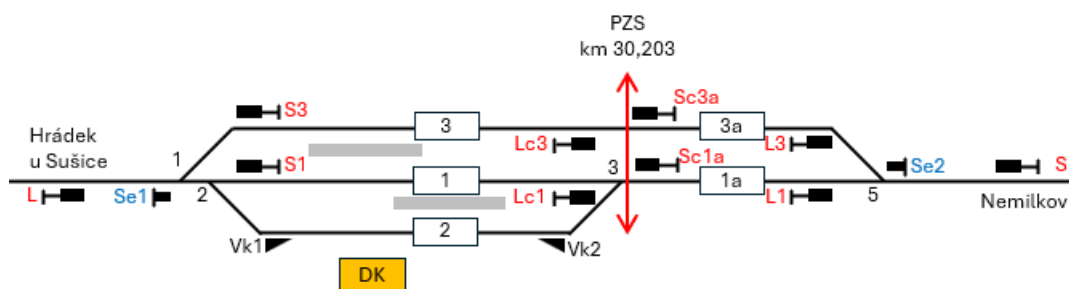 PZS
km 30,203
S3
Sc3a
Hrádek
u Sušice
3
3a
Lc3
L3
1
S1
Sc1a
Se2
S
3
1
1a
L
Se1
2
Lc1
L1
5
Nemilkov
2
Vk1
Vk2
DK